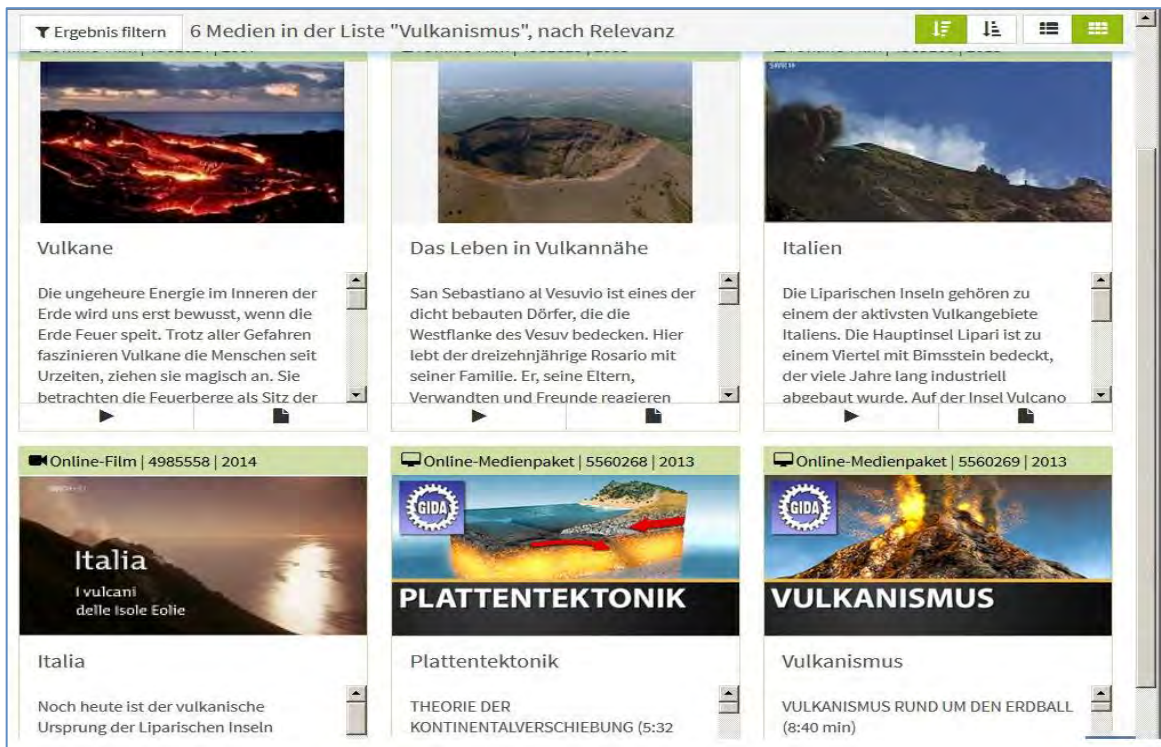 Ergebnis filtern
6 Medien in der Liste "Vulkanismus", nach Relevanz
Vulkane
Die ungeheure Energie im Inneren der
Erde wird uns erst bewusst, wenn die
Erde Feuer speit. Trotz aller Gefahren
faszinieren Vulkane die Menschen seit
Urzeiten, ziehen sie magisch an. Sie
betrachten die Feuerberge als Sitz der
Das Leben in Vulkannähe
San Sebastiano al Vesuvio ist eines der
dicht bebauten Dörfer, die die
Westflanke des Vesuv bedecken. Hier
lebt der dreizehnjährige Rosario mit
seiner Familie. Er, seine Eltern,
Verwandten und Freunde reagieren
Italien
Die Liparischen Inseln gehören zu
einem der aktivsten Vulkangebiete
Italiens. Die Hauptinsel Lipari ist zu
einem Viertel mit Bimsstein bedeckt,
der viele Jahre lang industriell
abgebaut wurde. Auf der Insel Vulcano
Online-Film | 4985558 | 2014
Italia
I vulcani
delle Isole Eolie
Italia
Noch heute ist der vulkanische
Ursprung der Liparischen Inseln
Online-Medienpaket | 5560268 | 2013
GIDA
PLATTENTEKTONIK
Plattentektonik
THEORIE DER
KONTINENTALVERSCHIEBUNG (5:32
Online-Medienpaket | 5560269 | 2013
GIDA
VULKANISMUS
Vulkanismus
VULKANISMUS RUND UM DEN ERDBALL
(8:40 min)